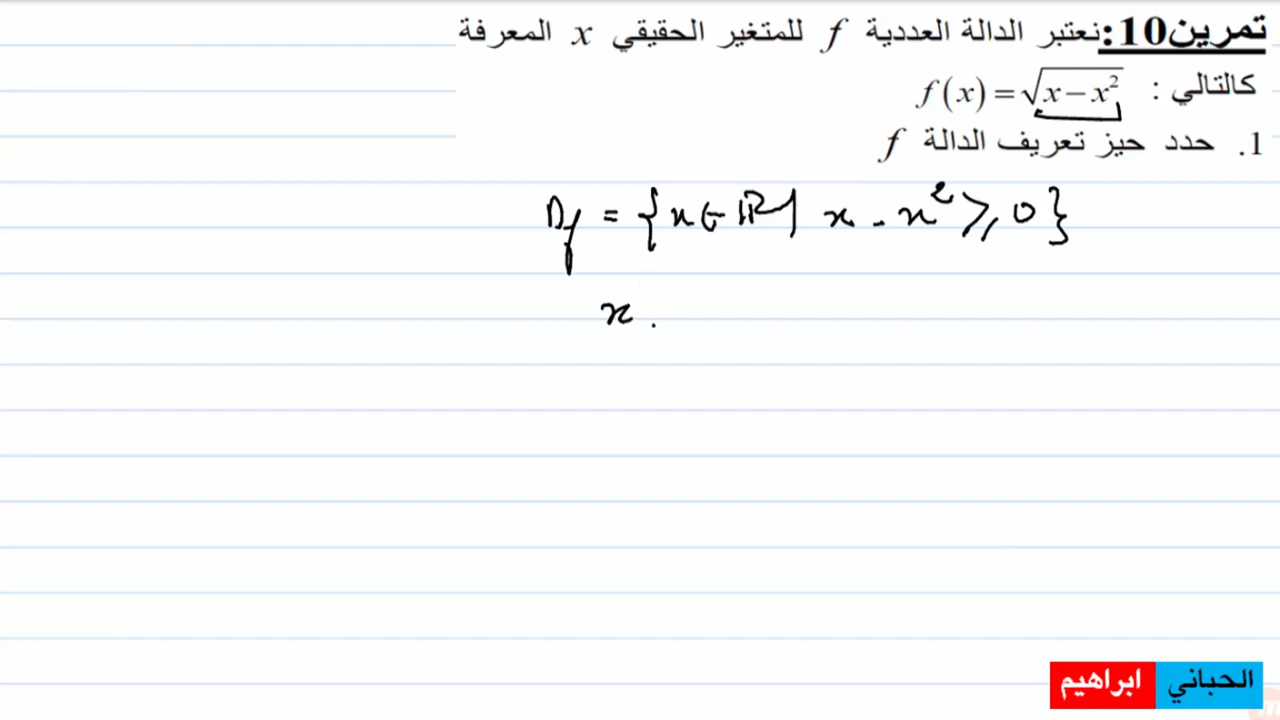 تمرين10: نعتبر الدالة العددية f للمتغير الحقيقي x المعرفة
كالتالي : f(x)=√(x−x²)
1. حدد حيز تعريف الدالة f
Df = {x ∈ ℝ / x - x² ≥ 0}
x .
الحباني ابراهيم